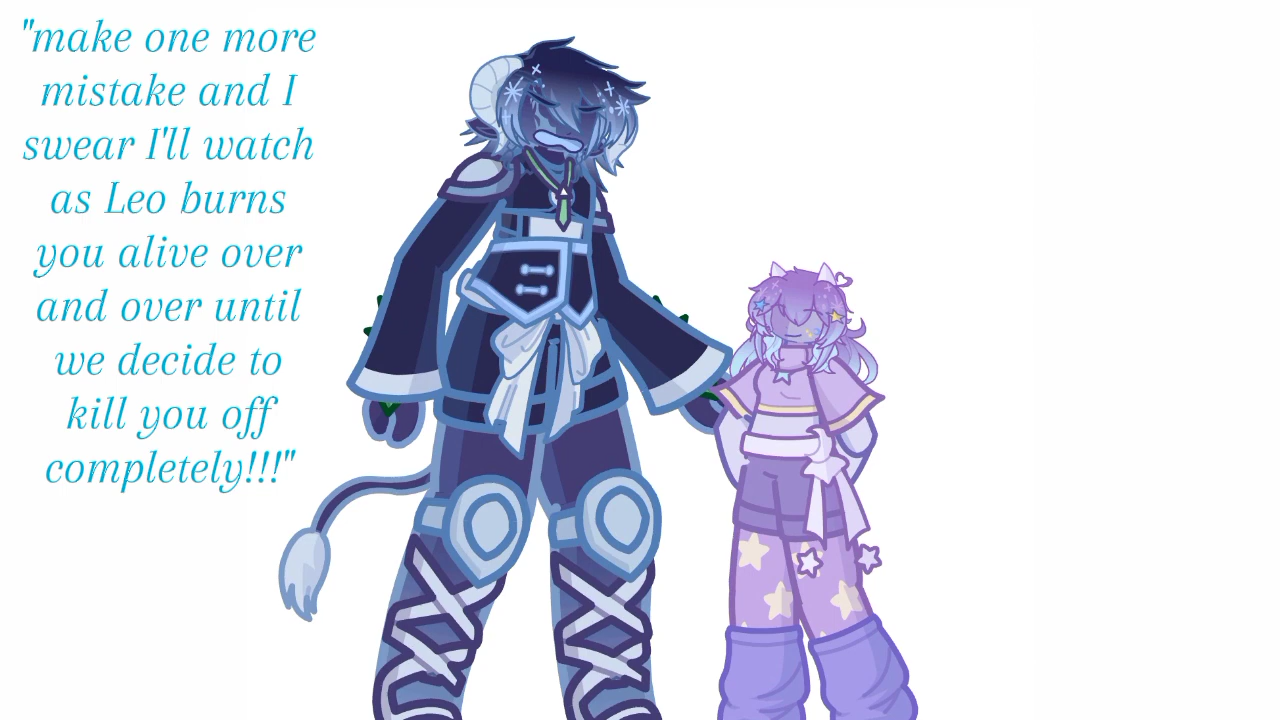 "make one more
mistake and I
swear I'll watch
as Leo burns
you alive over
and over until
we decide to
kill you off
completely!!!"